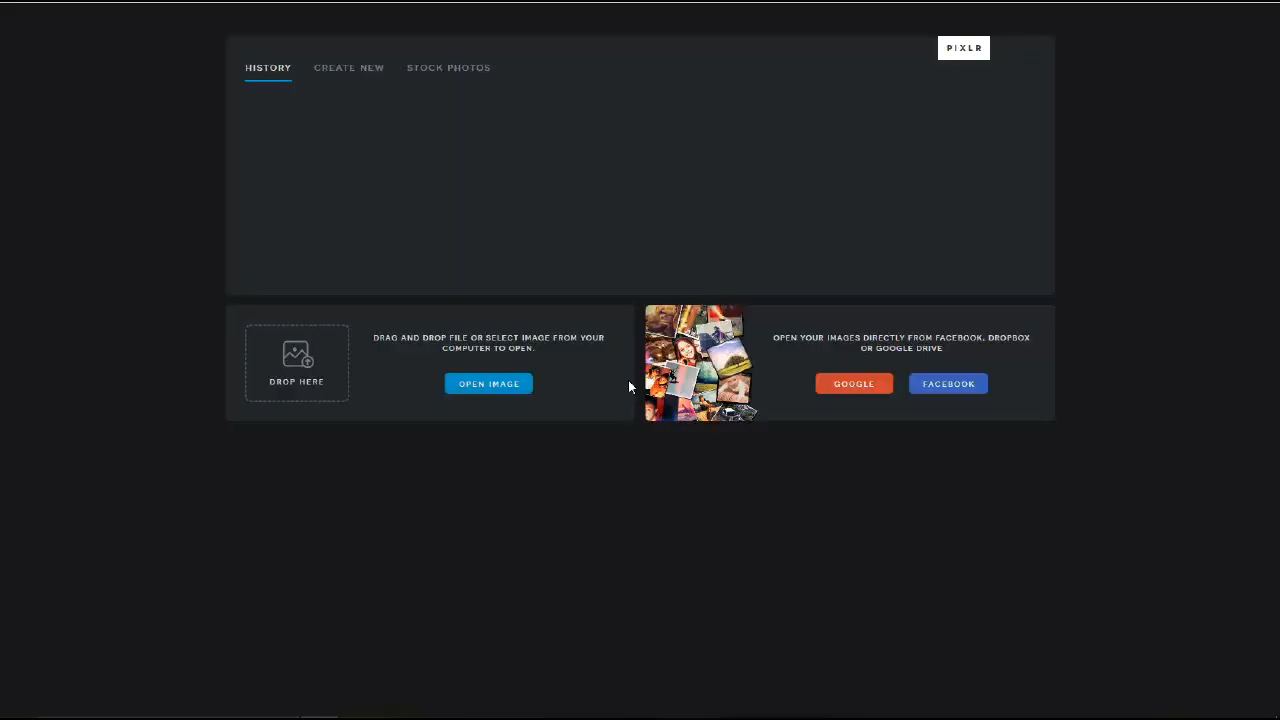 PIXLR
HISTORY CREATE NEW STOCK PHOTOS
DRAG AND DROP FILE OR SELECT IMAGE FROM YOUR
COMPUTER TO OPEN.
DROP HERE
OPEN IMAGE
OPEN YOUR IMAGES DIRECTLY FROM FACEBOOK, DROPBOX
OR GOOGLE DRIVE
GOOGLE FACEBOOK